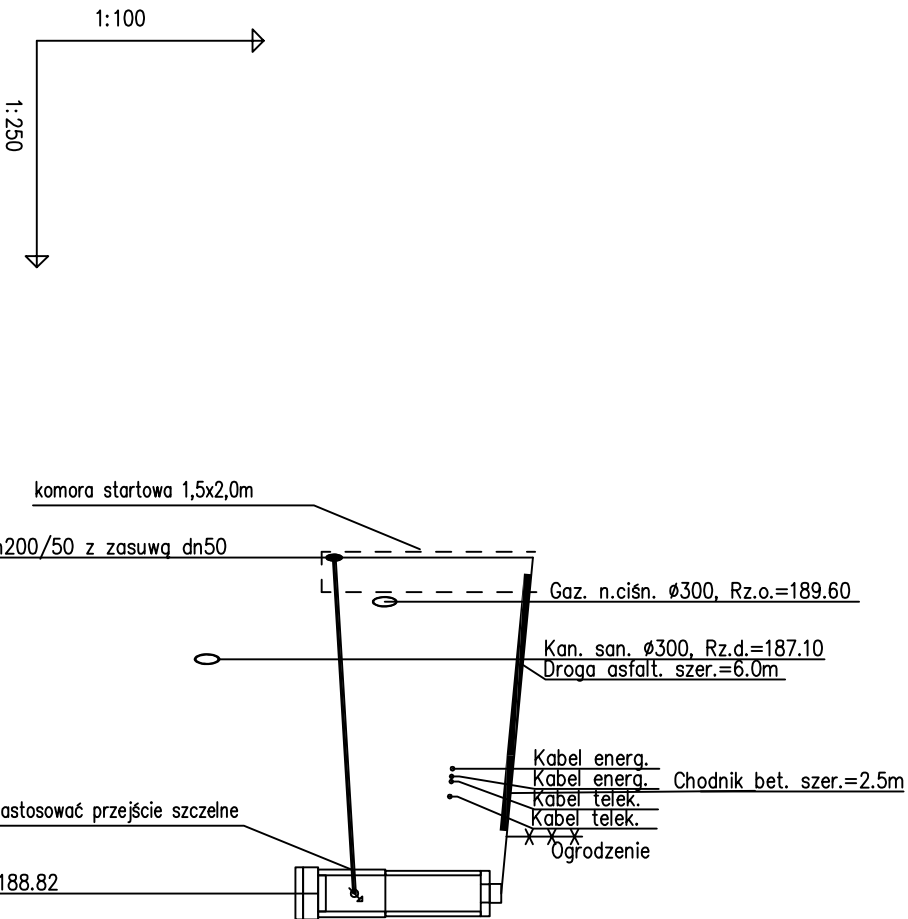 1:100
1:250
komora startowa 1,5x2,0m
200/50 z zasuwą dn50
Gaz. n.ciśn. ø300, Rz.o.=189.60
Kan. san. ø300, Rz.d.=187.10
Droga asfalt. szer.=6.0m
Kabel energ.
Kabel energ.
Chodnik bet. szer.=2.5m
Kabel telek.
Kabel telek.
astosować przejście szczelne
Ogrodzenie
188.82